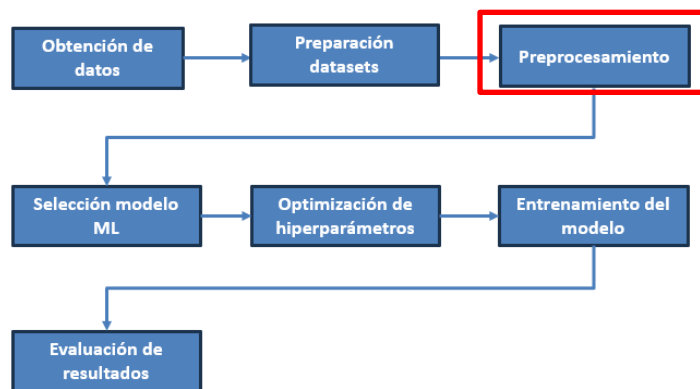 Obtención de
datos
Preparación
datasets
Preprocesamiento
Selección modelo
ML
Optimización de
hiperparámetros
Entrenamiento del
modelo
Evaluación de
resultados